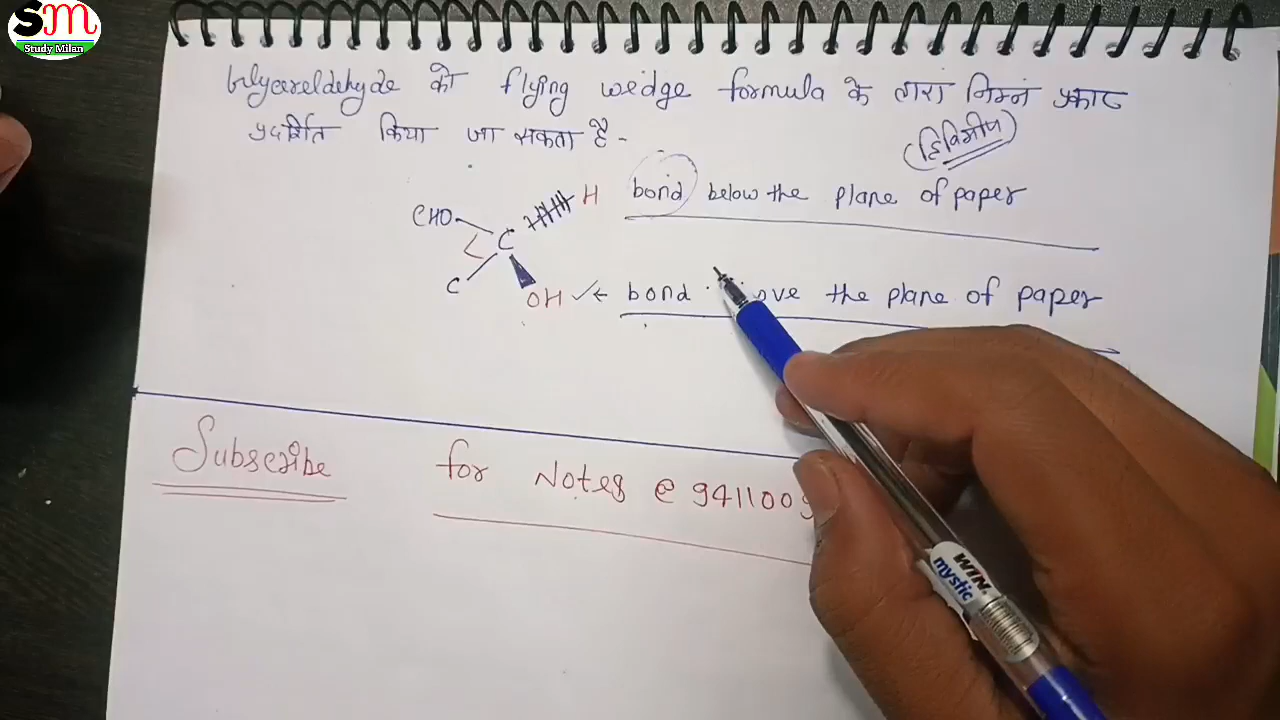 SM
Study Milan
Glyceraldehyde को flying wedge formula के द्वारा निम्न प्रकार
प्रदर्शित किया जा सकता है -
(द्विविमीय)
H bond below the plane of paper
CHO
C
C
OH ← bond ove the plane of paper
Subscribe for Notes @ 941100
WIN
mystic